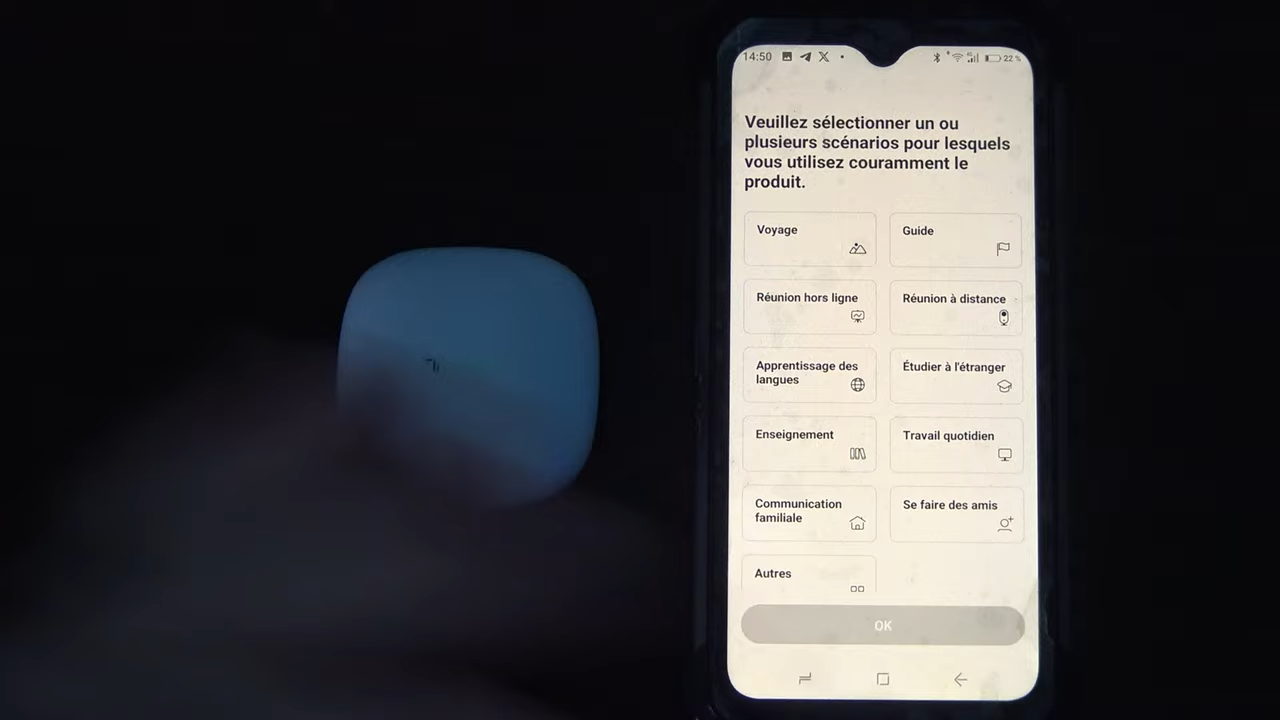 14:50
22 %
Veuillez sélectionner un ou
plusieurs scénarios pour lesquels
vous utilisez couramment le
produit.
Voyage
Guide
Réunion hors ligne
Réunion à distance
Apprentissage des
langues
Étudier à l'étranger
Enseignement
Travail quotidien
Communication
familiale
Se faire des amis
Autres
OK